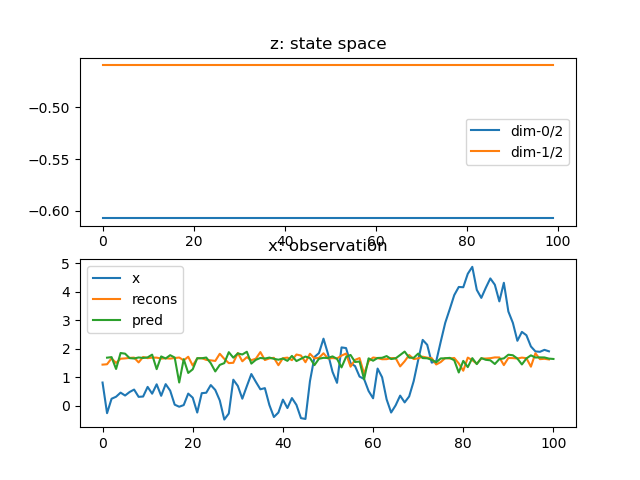 z: state space
−0.50
−0.55
−0.60
dim-0/2
dim-1/2
0 20 40 60 80 100
x: observation
5
4
3
2
1
0
x
recons
pred
0 20 40 60 80 100